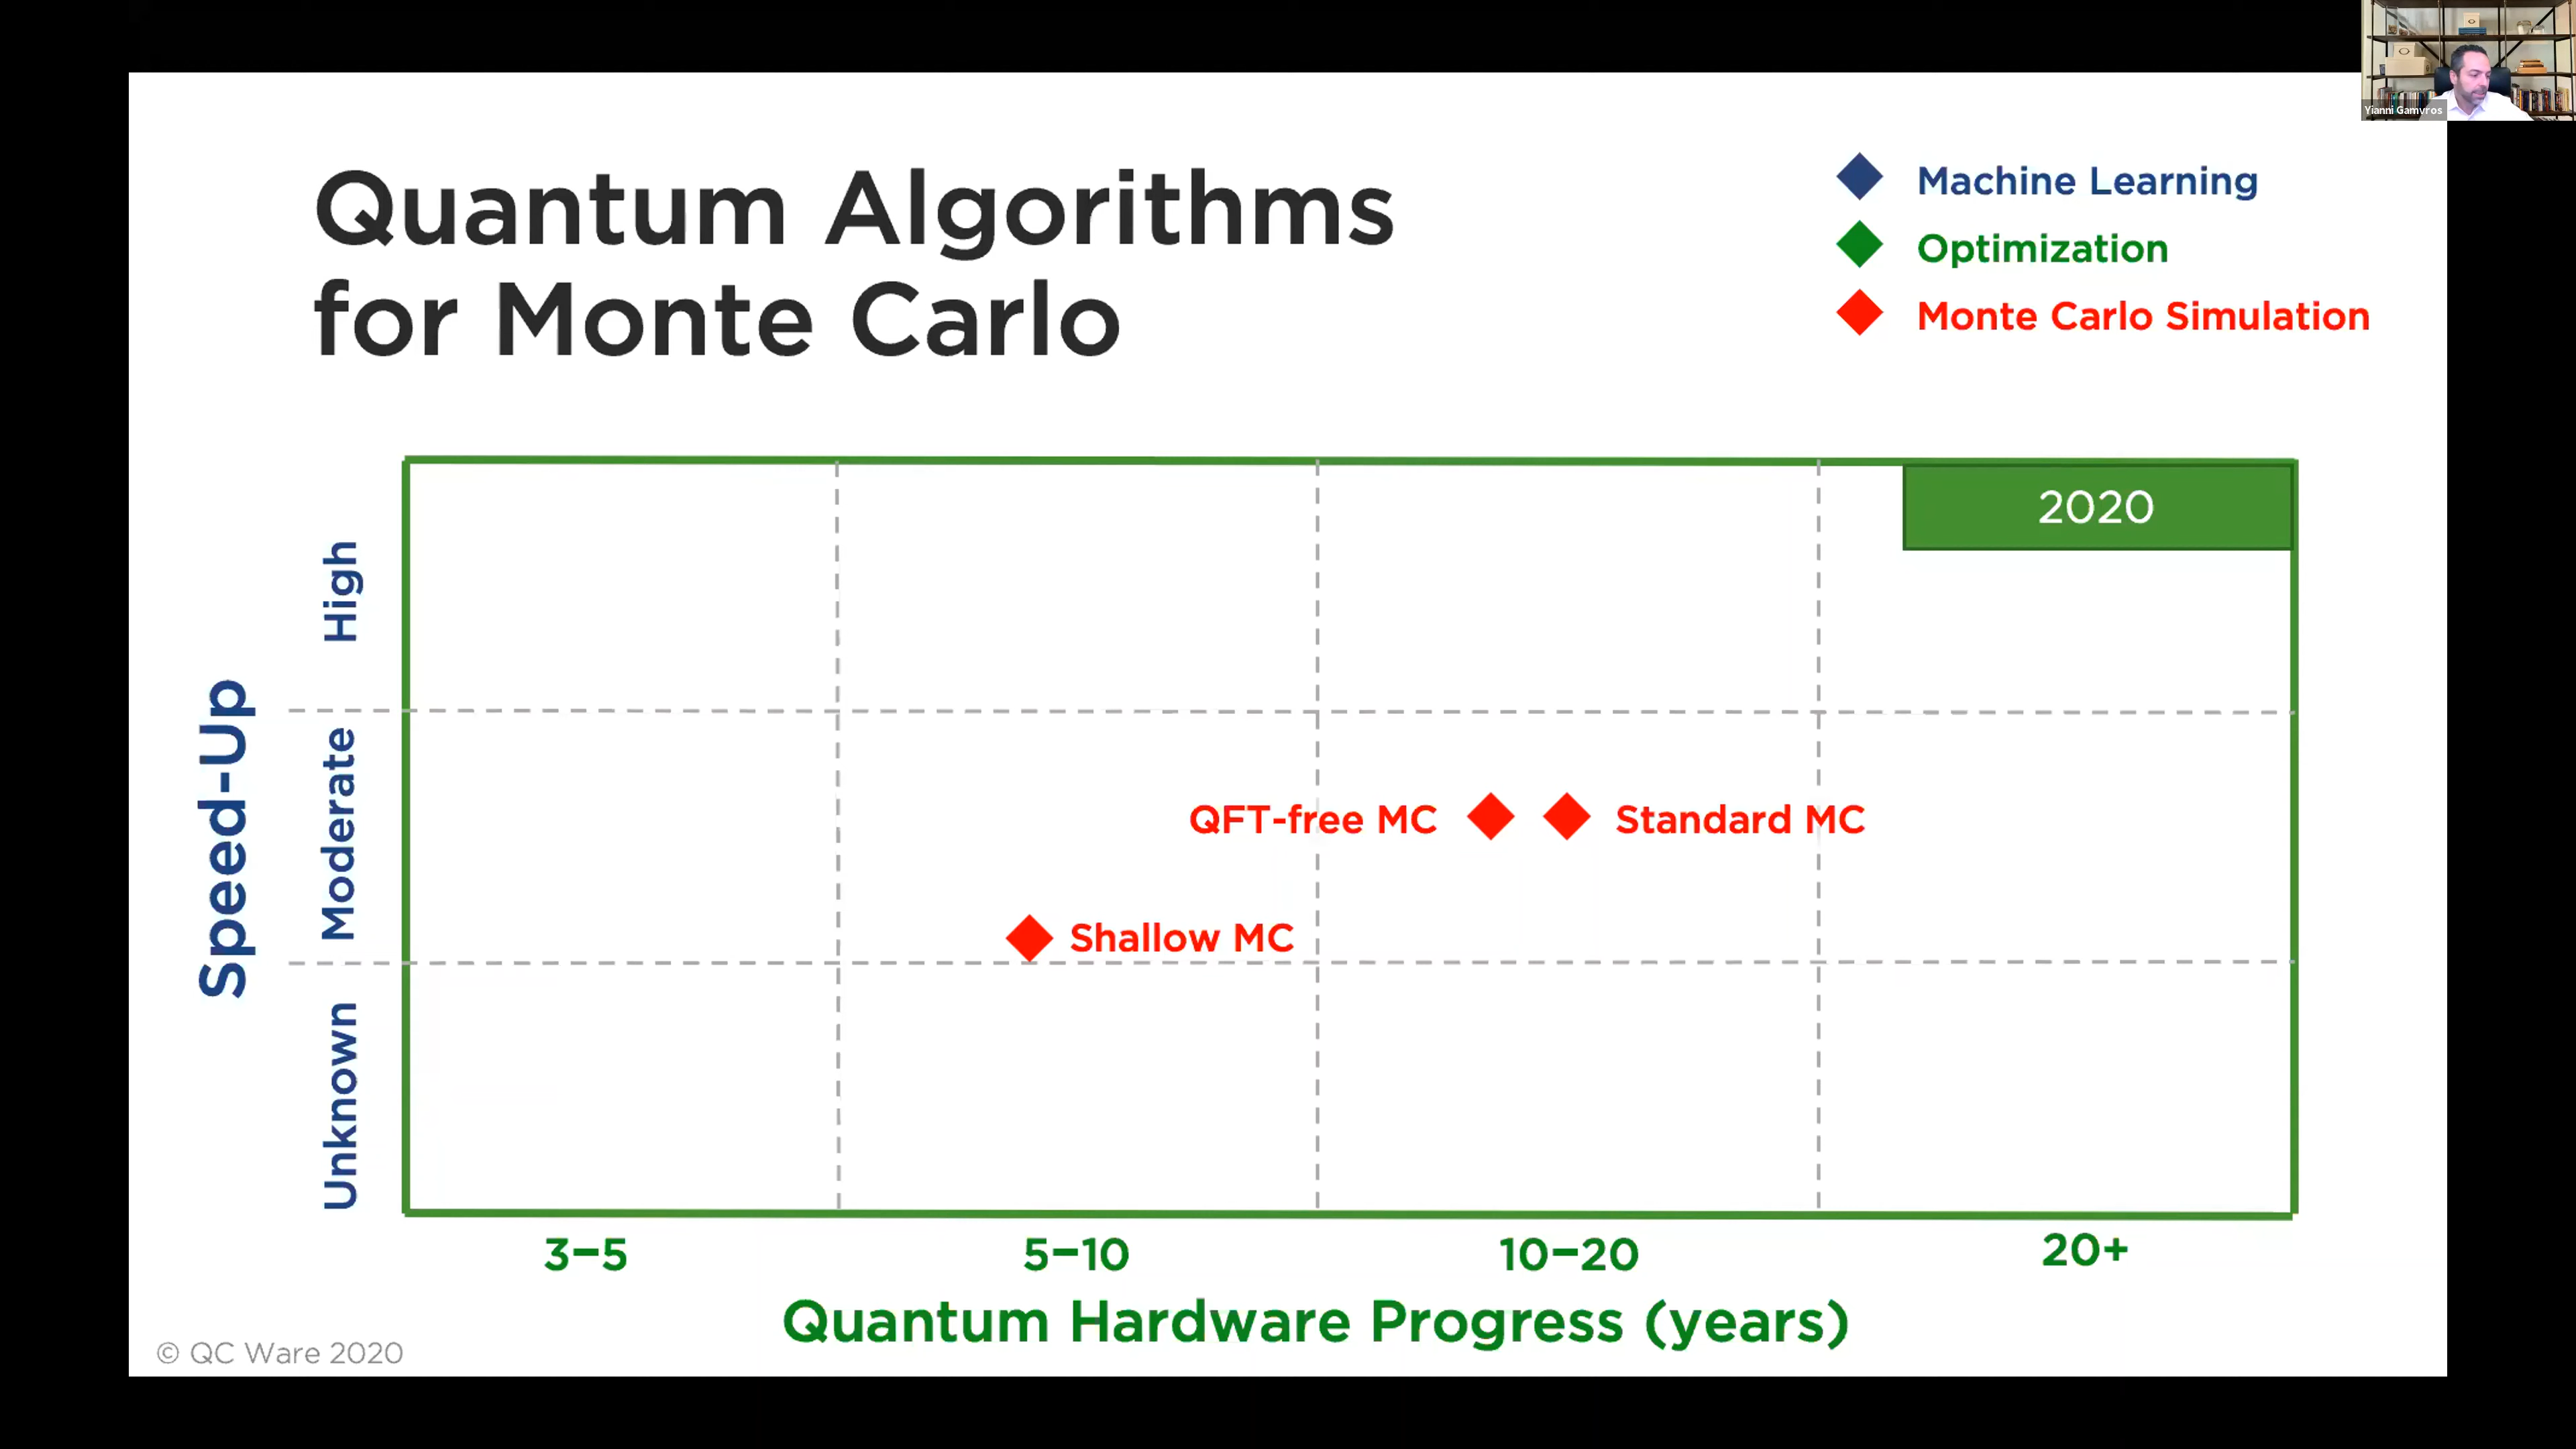 Yianni Gamvros
Quantum Algorithms
for Monte Carlo
Machine Learning
Optimization
Monte Carlo Simulation
2020
Speed-Up
High
Moderate
Unknown
QFT-free MC
Standard MC
Shallow MC
3–5
5–10
10–20
20+
Quantum Hardware Progress (years)
© QC Ware 2020